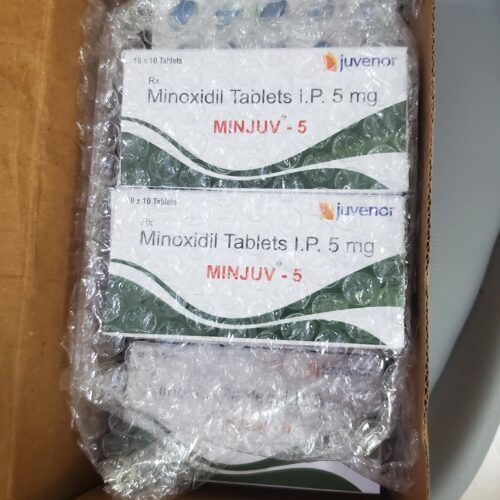 10 x 10 Tablets
juvenor
Rx
Minoxidil Tablets I.P. 5 mg
MINJUV® - 5
0 x 10 Tablets
juvenor
Rx
Minoxidil Tablets I.P. 5 mg
MINJUV® - 5